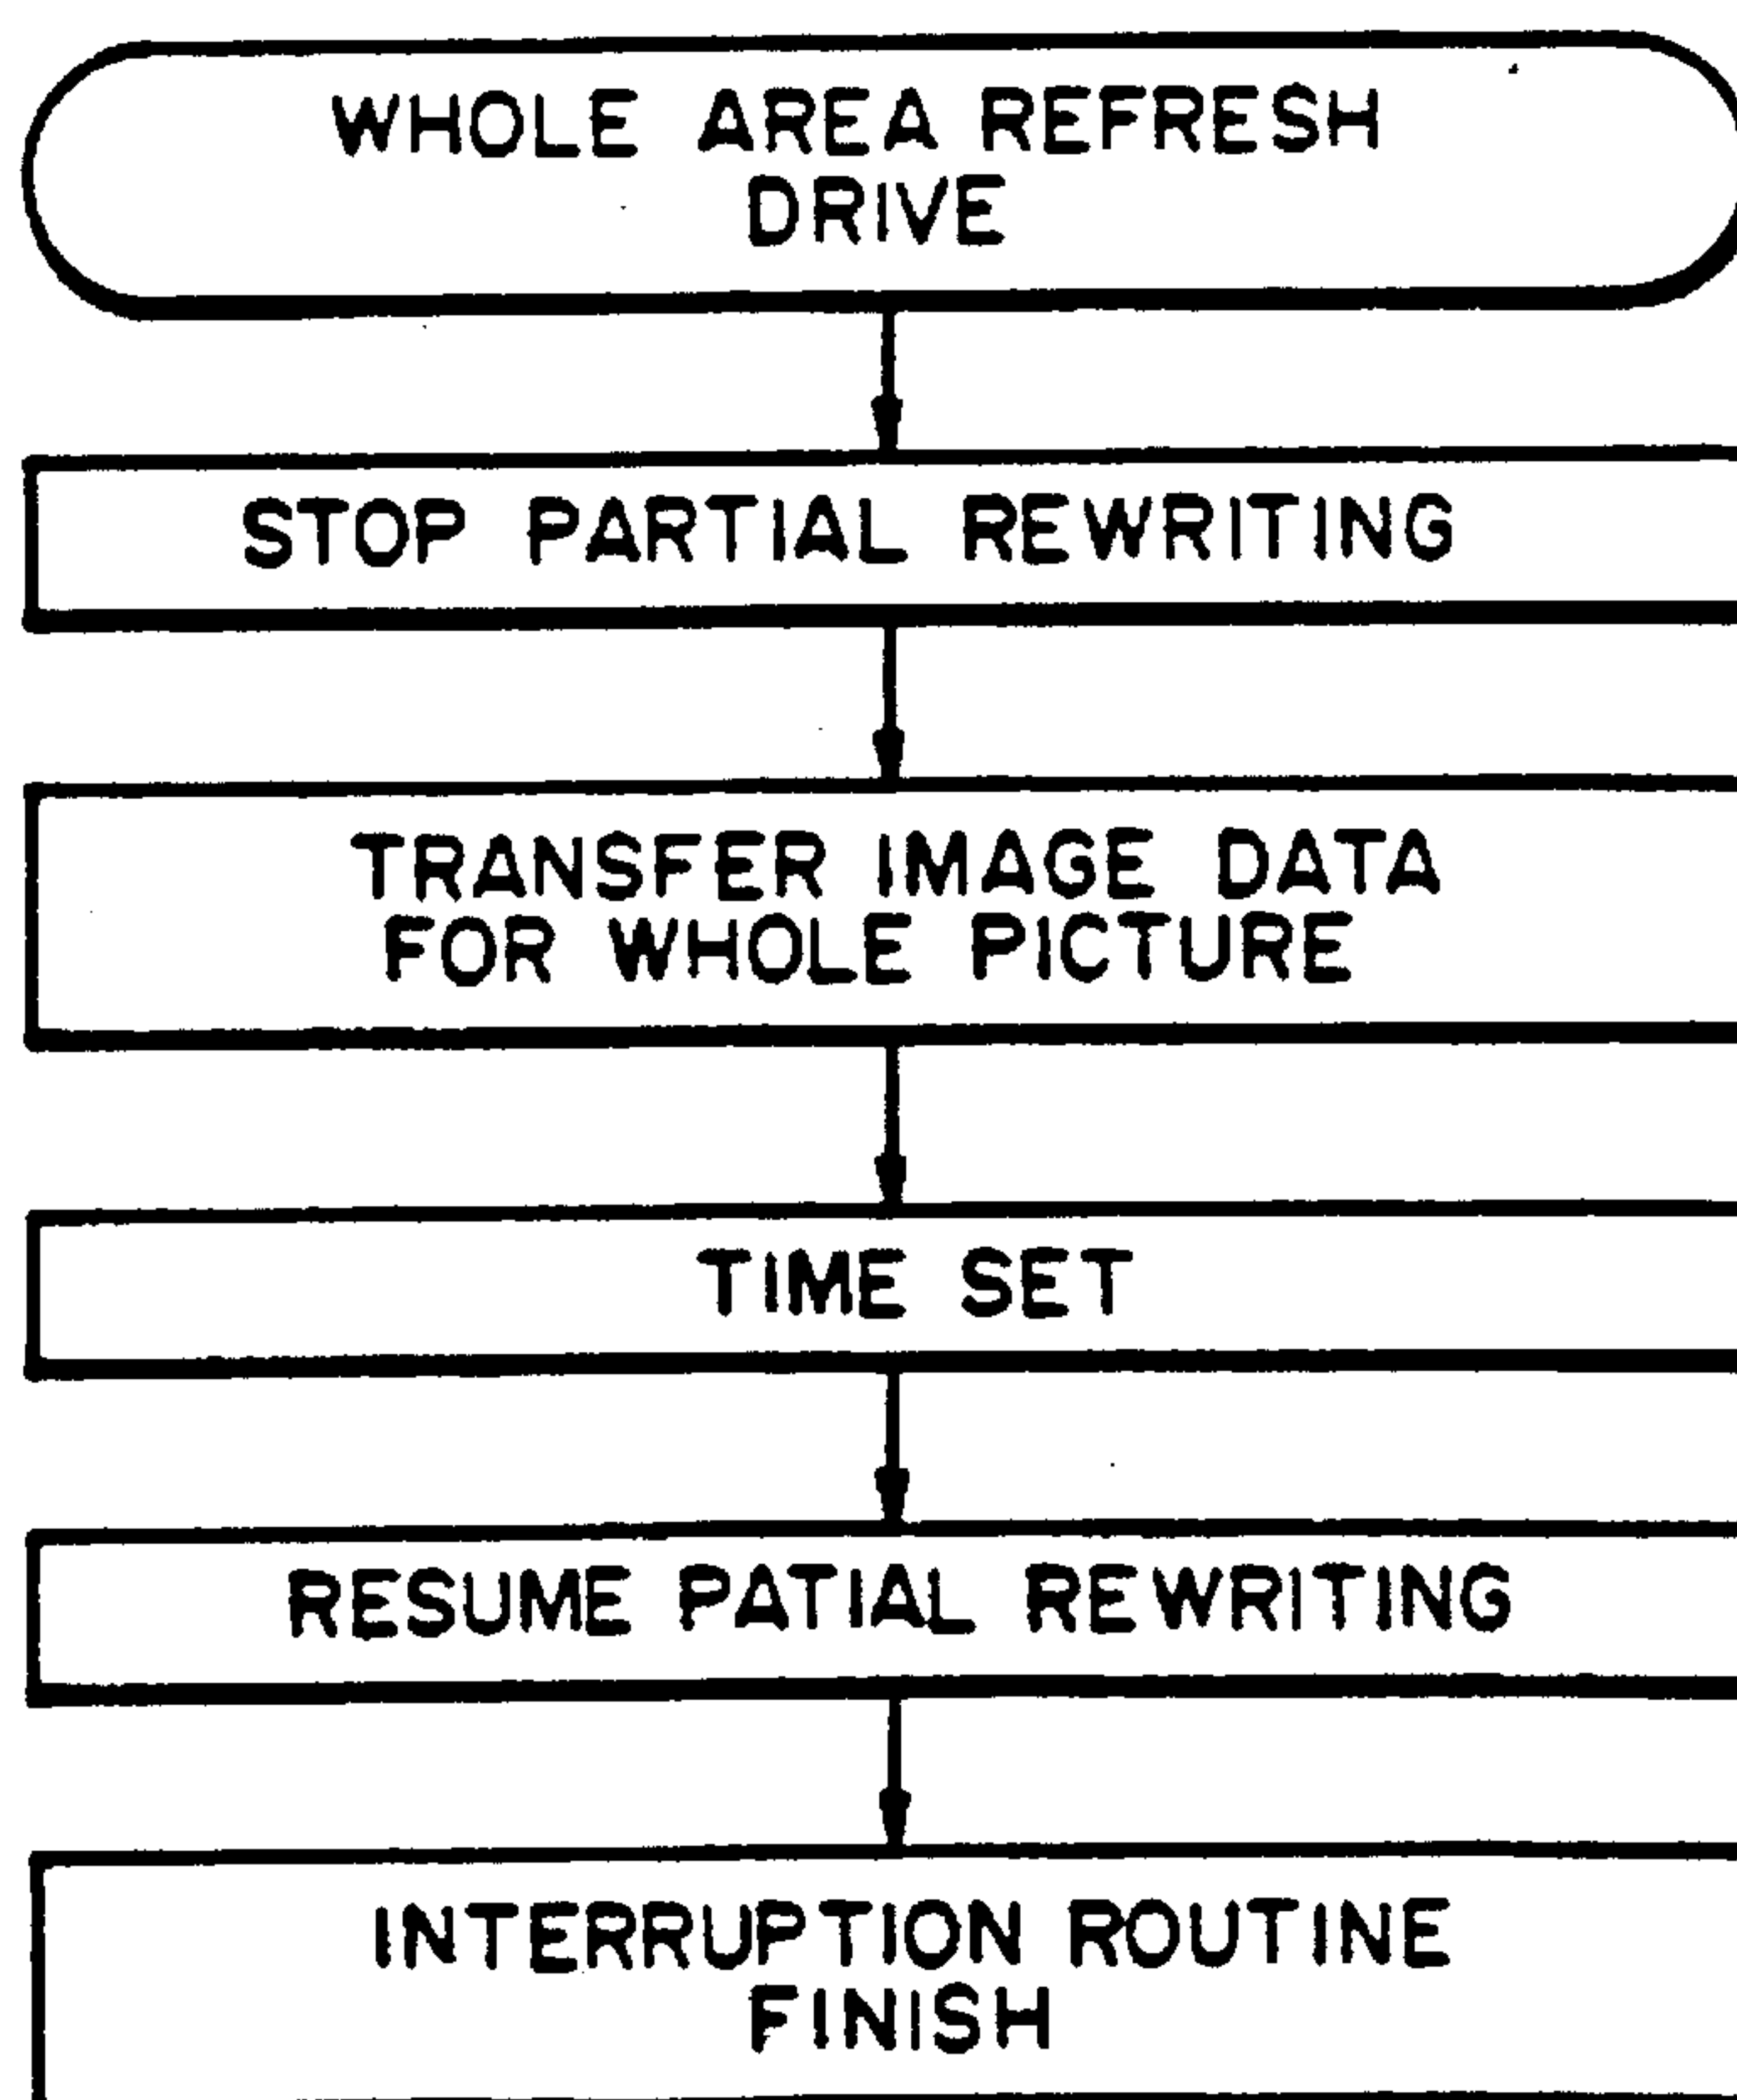 WHOLE AREA REFRESH
DRIVE
STOP PARTIAL REWRITING
TRANSFER IMAGE DATA
FOR WHOLE PICTURE
TIME SET
RESUME PATIAL REWRITING
INTERRUPTION ROUTINE
FINISH